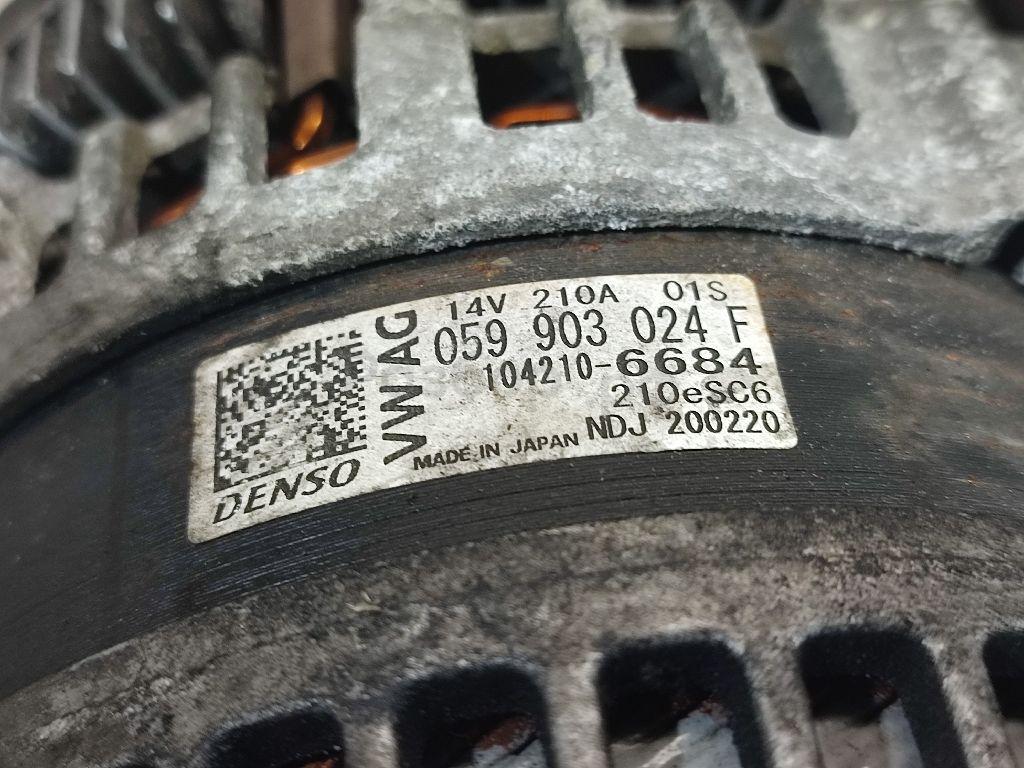 14V 210A 01S
VW AG
059 903 024 F
104210-6684
210eSC6
MADE IN JAPAN NDJ 200220
DENSO